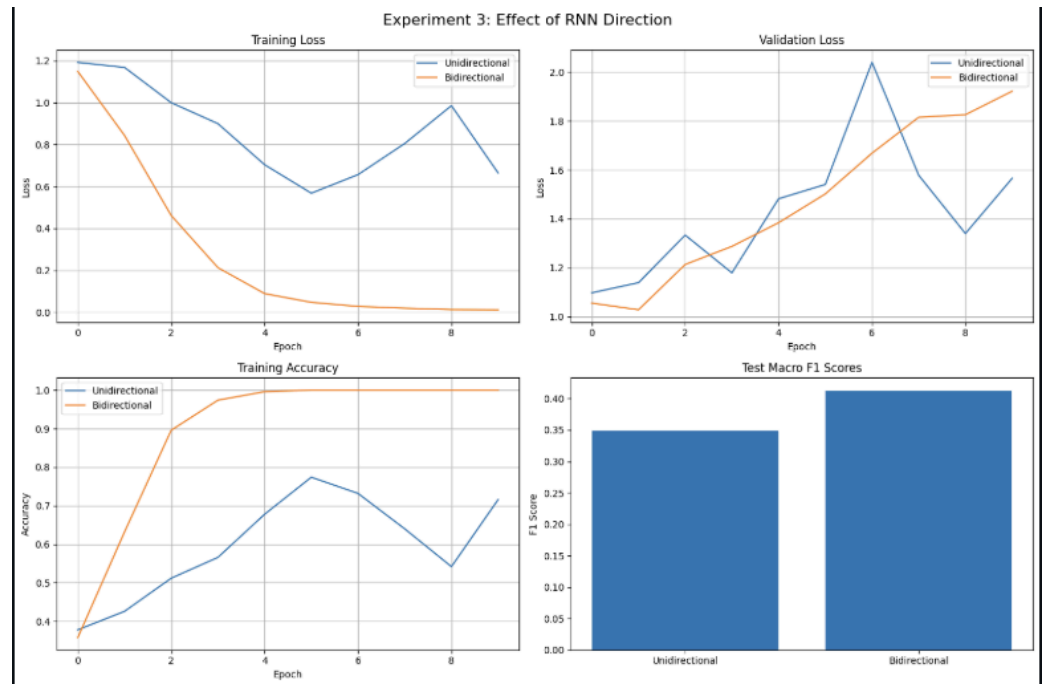 Experiment 3: Effect of RNN Direction
Training Loss
1.2
1.0
0.8
0.6
0.4
0.2
0.0
Loss
Unidirectional
Bidirectional
0
2
4
6
8
Epoch
Validation Loss
2.0
1.8
1.6
1.4
1.2
1.0
Loss
Unidirectional
Bidirectional
0
2
4
6
8
Epoch
Training Accuracy
1.0
0.9
0.8
0.7
0.6
0.5
0.4
Accuracy
Unidirectional
Bidirectional
0
2
4
6
8
Epoch
Test Macro F1 Scores
0.40
0.35
0.30
0.25
0.20
0.15
0.10
0.05
0.00
F1 Score
Unidirectional
Bidirectional